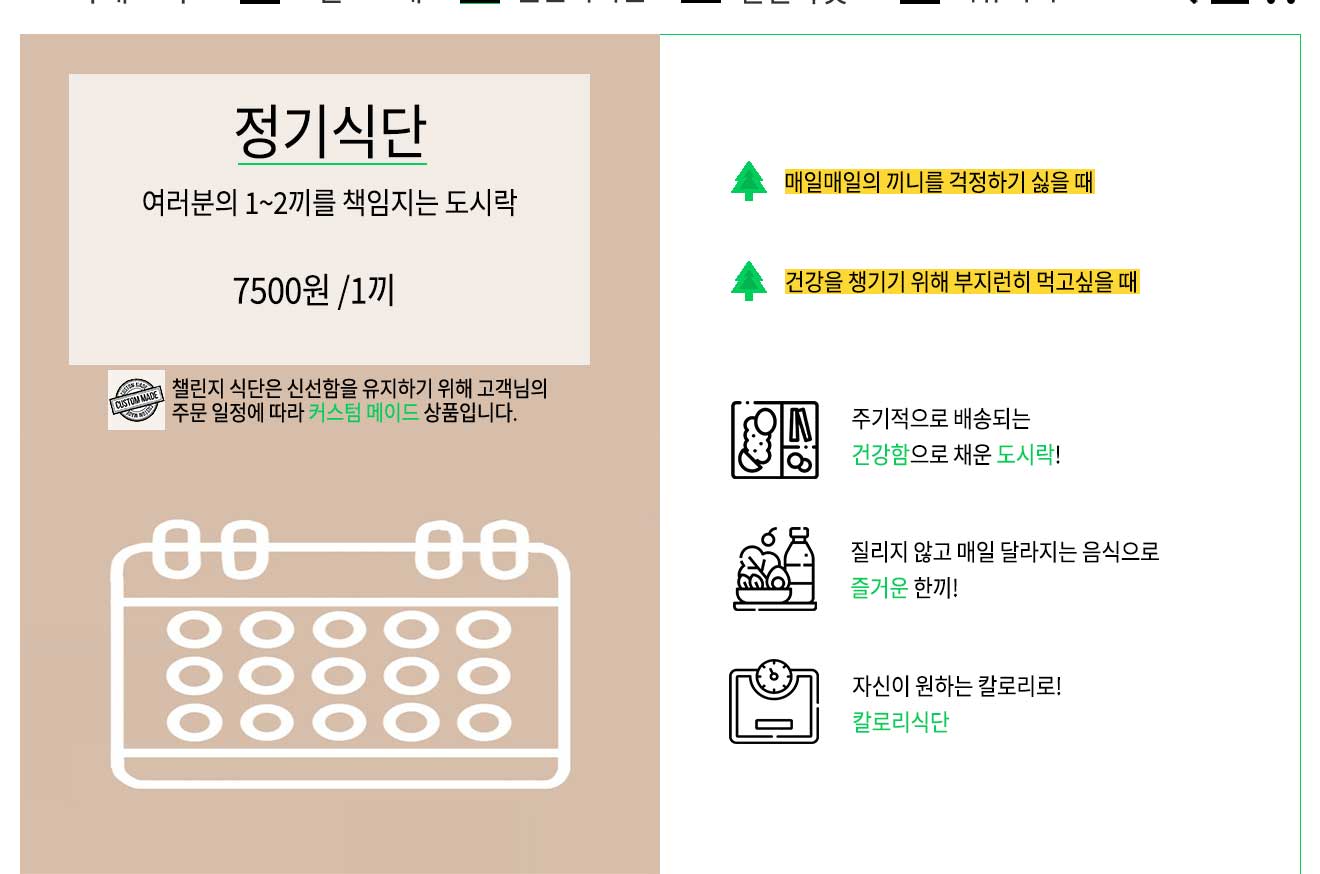 정기식단
여러분의 1~2끼를 책임지는 도시락
7500원 /1끼
CUSTOM MADE
챌린지 식단은 신선함을 유지하기 위해 고객님의
주문 일정에 따라 커스텀 메이드 상품입니다.
매일매일의 끼니를 걱정하기 싫을 때
건강을 챙기기 위해 부지런히 먹고싶을 때
주기적으로 배송되는
건강함으로 채운 도시락!
질리지 않고 매일 달라지는 음식으로
즐거운 한끼!
자신이 원하는 칼로리로!
칼로리식단